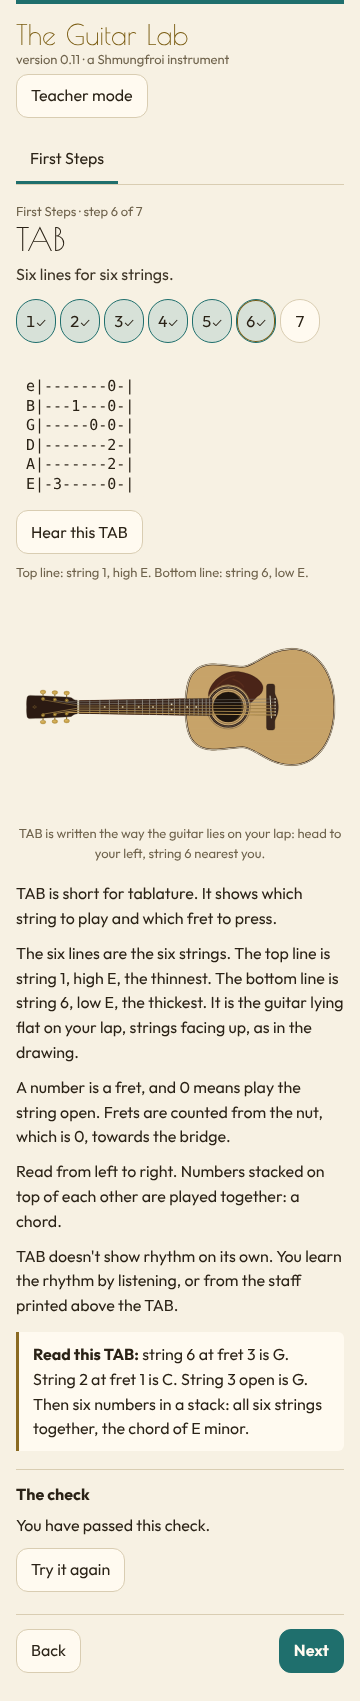 The Guitar Lab
version 0.11 · a Shmungfroi instrument
Teacher mode
First Steps
First Steps · step 6 of 7
TAB
Six lines for six strings.
1✓ 2✓ 3✓ 4✓ 5✓ 6✓ 7
e|-------0-|
B|---1---0-|
G|-----0-0-|
D|-------2-|
A|-------2-|
E|-3-----0-|
Hear this TAB
Top line: string 1, high E. Bottom line: string 6, low E.
TAB is written the way the guitar lies on your lap: head to
your left, string 6 nearest you.
TAB is short for tablature. It shows which
string to play and which fret to press.
The six lines are the six strings. The top line is
string 1, high E, the thinnest. The bottom line is
string 6, low E, the thickest. It is the guitar lying
flat on your lap, strings facing up, as in the
drawing.
A number is a fret, and 0 means play the
string open. Frets are counted from the nut,
which is 0, towards the bridge.
Read from left to right. Numbers stacked on
top of each other are played together: a
chord.
TAB doesn't show rhythm on its own. You learn
the rhythm by listening, or from the staff
printed above the TAB.
Read this TAB: string 6 at fret 3 is G.
String 2 at fret 1 is C. String 3 open is G.
Then six numbers in a stack: all six strings
together, the chord of E minor.
The check
You have passed this check.
Try it again
Back
Next